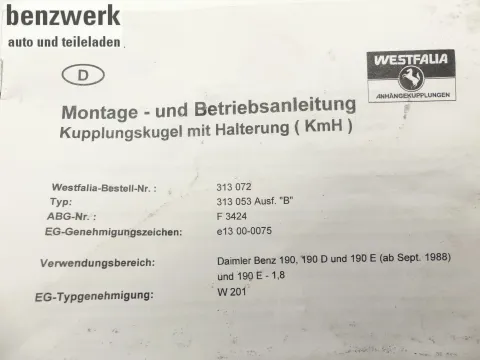 benzwerk
auto und teileladen
WESTFALIA
ANHÄNGEKUPPLUNGEN
D
Montage - und Betriebsanleitung
Kupplungskugel mit Halterung ( KmH )
Westfalia-Bestell-Nr. : 313 072
Typ: 313 053 Ausf. "B"
ABG-Nr. : F 3424
EG-Genehmigungszeichen: e13 00-0075
Verwendungsbereich: Daimler Benz 190, 190 D und 190 E (ab Sept. 1988)
und 190 E - 1,8
EG-Typgenehmigung: W 201